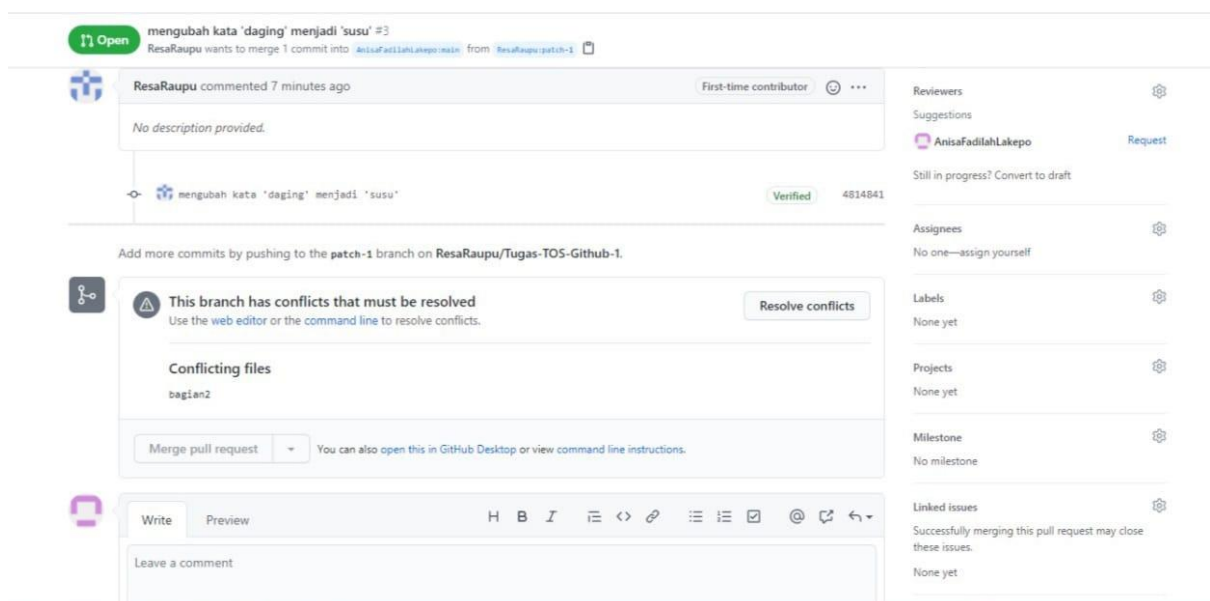 Open
mengubah kata 'daging' menjadi 'susu' #3
ResaRaupu wants to merge 1 commit into AnisaFadilahLakepo:main from ResaRaupu:patch-1
ResaRaupu commented 7 minutes ago
First-time contributor
No description provided.
mengubah kata 'daging' menjadi 'susu'
Verified
4814841
Add more commits by pushing to the patch-1 branch on ResaRaupu/Tugas-TOS-Github-1.
This branch has conflicts that must be resolved
Use the web editor or the command line to resolve conflicts.
Resolve conflicts
Conflicting files
bagian2
Merge pull request
You can also open this in GitHub Desktop or view command line instructions.
Write
Preview
H B I
Leave a comment
Reviewers
Suggestions
AnisaFadilahLakepo
Request
Still in progress? Convert to draft
Assignees
No one—assign yourself
Labels
None yet
Projects
None yet
Milestone
No milestone
Linked issues
Successfully merging this pull request may close
these issues.
None yet